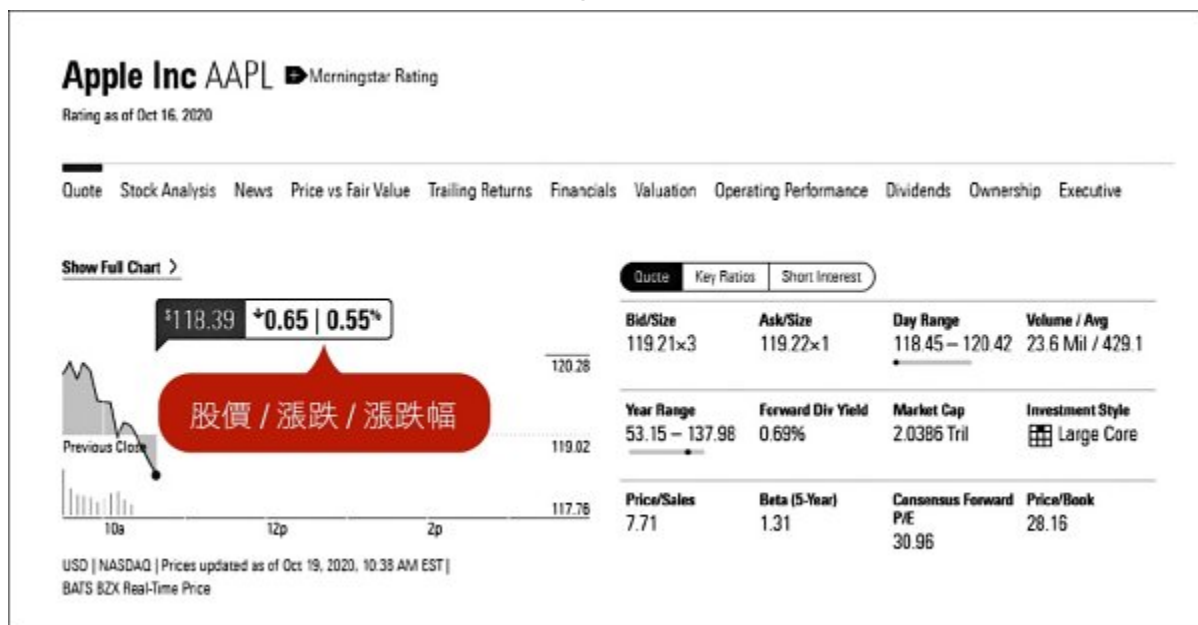 Apple Inc AAPL Morningstar Rating
Rating as of Oct 16, 2020
Quote Stock Analysis News Price vs Fair Value Trailing Returns Financials Valuation Operating Performance Dividends Ownership Executive
Show Full Chart >
$118.39 0.65 | 0.55%
股價 / 漲跌 / 漲跌幅
120.28
Previous Close
119.02
117.76
10a 12p 2p
USD | NASDAQ | Prices updated as of Oct 19, 2020, 10:38 AM EST |
BATS BZX Real-Time Price
Quote Key Ratios Short Interest
Bid/Size Ask/Size Day Range Volume / Avg
119.21×3 119.22×1 118.45 – 120.42 23.6 Mil / 429.1
Year Range Forward Div Yield Market Cap Investment Style
53.15 – 137.98 0.69% 2.0386 Tril Large Core
Price/Sales Beta (5-Year) Consensus Forward P/E Price/Book
7.71 1.31 30.96 28.16